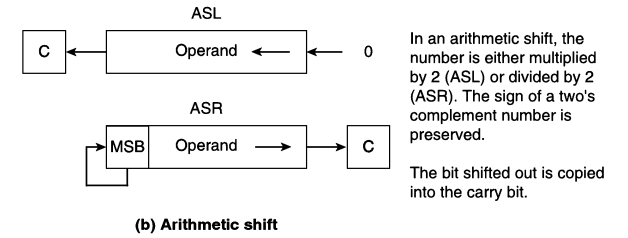 ASL
C
Operand
0
ASR
MSB
Operand
C
In an arithmetic shift, the
number is either multiplied
by 2 (ASL) or divided by 2
(ASR). The sign of a two's
complement number is
preserved.
The bit shifted out is copied
into the carry bit.
(b) Arithmetic shift